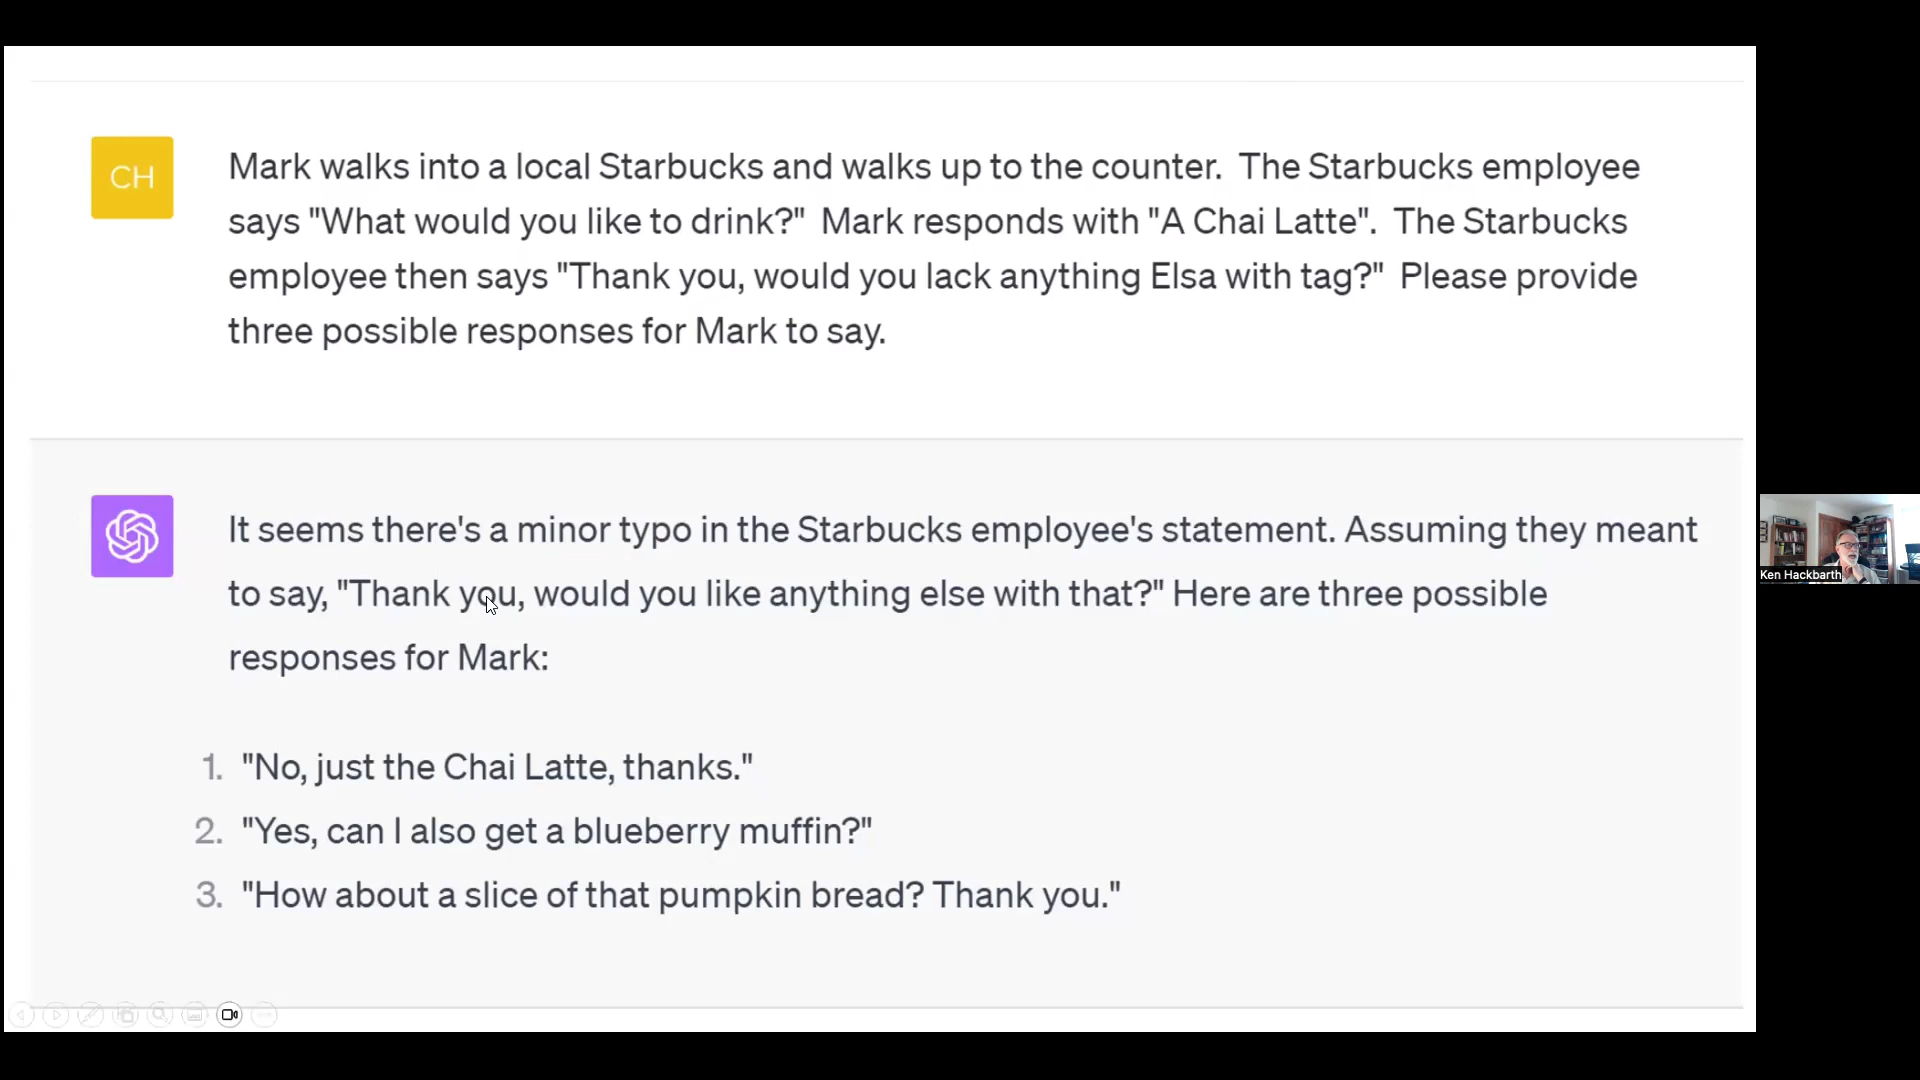 CH
Mark walks into a local Starbucks and walks up to the counter.  The Starbucks employee
says "What would you like to drink?"  Mark responds with "A Chai Latte".  The Starbucks
employee then says "Thank you, would you lack anything Elsa with tag?"  Please provide
three possible responses for Mark to say.
It seems there's a minor typo in the Starbucks employee's statement. Assuming they meant
to say, "Thank you, would you like anything else with that?" Here are three possible
responses for Mark:
1. "No, just the Chai Latte, thanks."
2. "Yes, can I also get a blueberry muffin?"
3. "How about a slice of that pumpkin bread? Thank you."
Ken Hackbarth